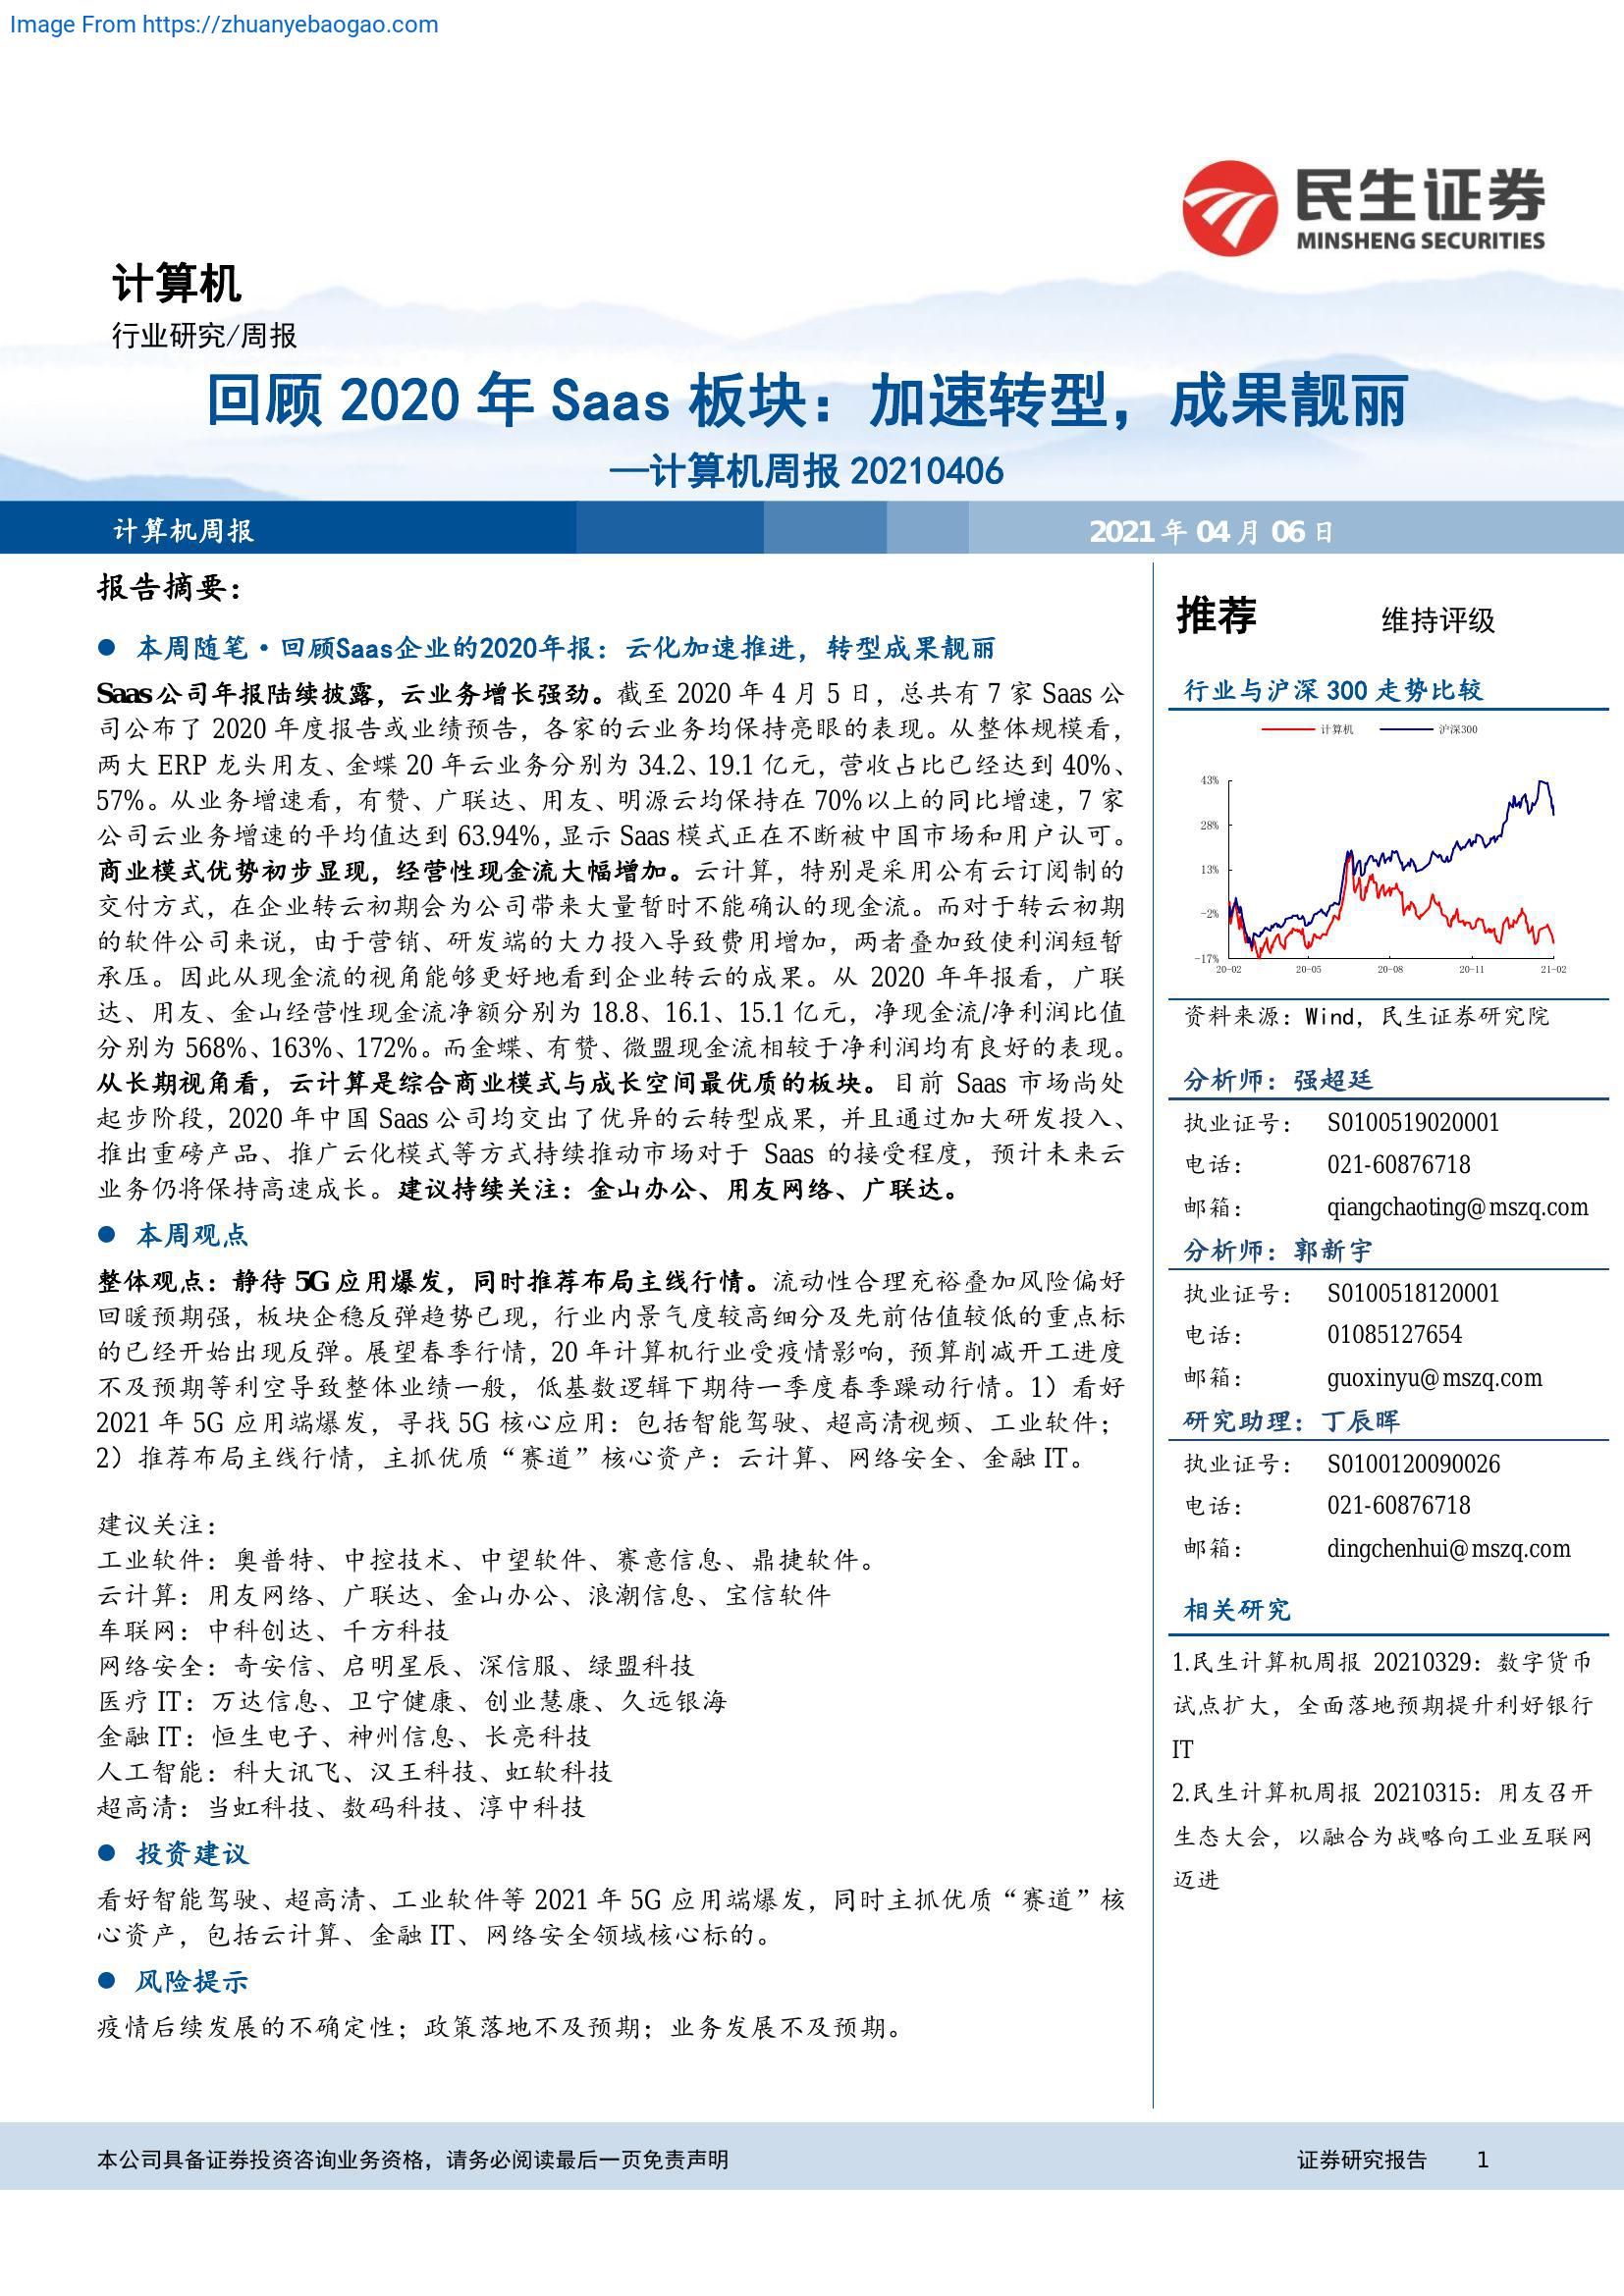 Image From https://zhuanyebaogao.com
民生证券
MINSHENG SECURITIES
计算机
行业研究/周报
回顾 2020 年 Saas 板块：加速转型，成果靓丽
—计算机周报 20210406
计算机周报
2021 年 04 月 06 日
报告摘要：
● 本周随笔·回顾Saas企业的2020年报：云化加速推进，转型成果靓丽
Saas 公司年报陆续披露，云业务增长强劲。截至 2020 年 4 月 5 日，总共有 7 家 Saas 公
司公布了 2020 年度报告或业绩预告，各家的云业务均保持亮眼的表现。从整体规模看，
两大 ERP 龙头用友、金蝶 20 年云业务分别为 34.2、19.1 亿元，营收占比已经达到 40%、
57%。从业务增速看，有赞、广联达、用友、明源云均保持在 70%以上的同比增速，7 家
公司云业务增速的平均值达到 63.94%，显示 Saas 模式正在不断被中国市场和用户认可。
商业模式优势初步显现，经营性现金流大幅增加。云计算，特别是采用公有云订阅制的
交付方式，在企业转云初期会为公司带来大量暂时不能确认的现金流。而对于转云初期
的软件公司来说，由于营销、研发端的大力投入导致费用增加，两者叠加致使利润短暂
承压。因此从现金流的视角能够更好地看到企业转云的成果。从 2020 年年报看，广联
达、用友、金山经营性现金流净额分别为 18.8、16.1、15.1 亿元，净现金流/净利润比值
分别为 568%、163%、172%。而金蝶、有赞、微盟现金流相较于净利润均有良好的表现。
从长期视角看，云计算是综合商业模式与成长空间最优质的板块。目前 Saas 市场尚处
起步阶段，2020 年中国 Saas 公司均交出了优异的云转型成果，并且通过加大研发投入、
推出重磅产品、推广云化模式等方式持续推动市场对于 Saas 的接受程度，预计未来云
业务仍将保持高速成长。建议持续关注：金山办公、用友网络、广联达。
● 本周观点
整体观点：静待 5G 应用爆发，同时推荐布局主线行情。流动性合理充裕叠加风险偏好
回暖预期强，板块企稳反弹趋势已现，行业内景气度较高细分及先前估值较低的重点标
的已经开始出现反弹。展望春季行情，20 年计算机行业受疫情影响，预算削减开工进度
不及预期等利空导致整体业绩一般，低基数逻辑下期待一季度春季躁动行情。1）看好
2021 年 5G 应用端爆发，寻找 5G 核心应用：包括智能驾驶、超高清视频、工业软件；
2）推荐布局主线行情，主抓优质“赛道”核心资产：云计算、网络安全、金融 IT。
建议关注：
工业软件：奥普特、中控技术、中望软件、赛意信息、鼎捷软件。
云计算：用友网络、广联达、金山办公、浪潮信息、宝信软件
车联网：中科创达、千方科技
网络安全：奇安信、启明星辰、深信服、绿盟科技
医疗 IT：万达信息、卫宁健康、创业慧康、久远银海
金融 IT：恒生电子、神州信息、长亮科技
人工智能：科大讯飞、汉王科技、虹软科技
超高清：当虹科技、数码科技、淳中科技
● 投资建议
看好智能驾驶、超高清、工业软件等 2021 年 5G 应用端爆发，同时主抓优质“赛道”核
心资产，包括云计算、金融 IT、网络安全领域核心标的。
● 风险提示
疫情后续发展的不确定性；政策落地不及预期；业务发展不及预期。
推荐 维持评级
行业与沪深 300 走势比较
计算机 沪深300
43%
28%
13%
-2%
-17%
20-02 20-05 20-08 20-11 21-02
资料来源：Wind，民生证券研究院
分析师：强超廷
执业证号： S0100519020001
电话： 021-60876718
邮箱： qiangchaoting@mszq.com
分析师：郭新宇
执业证号： S0100518120001
电话： 01085127654
邮箱： guoxinyu@mszq.com
研究助理：丁辰晖
执业证号： S0100120090026
电话： 021-60876718
邮箱： dingchenhui@mszq.com
相关研究
1.民生计算机周报 20210329：数字货币
试点扩大，全面落地预期提升利好银行
IT
2.民生计算机周报 20210315：用友召开
生态大会，以融合为战略向工业互联网
迈进
本公司具备证券投资咨询业务资格，请务必阅读最后一页免责声明
证券研究报告 1